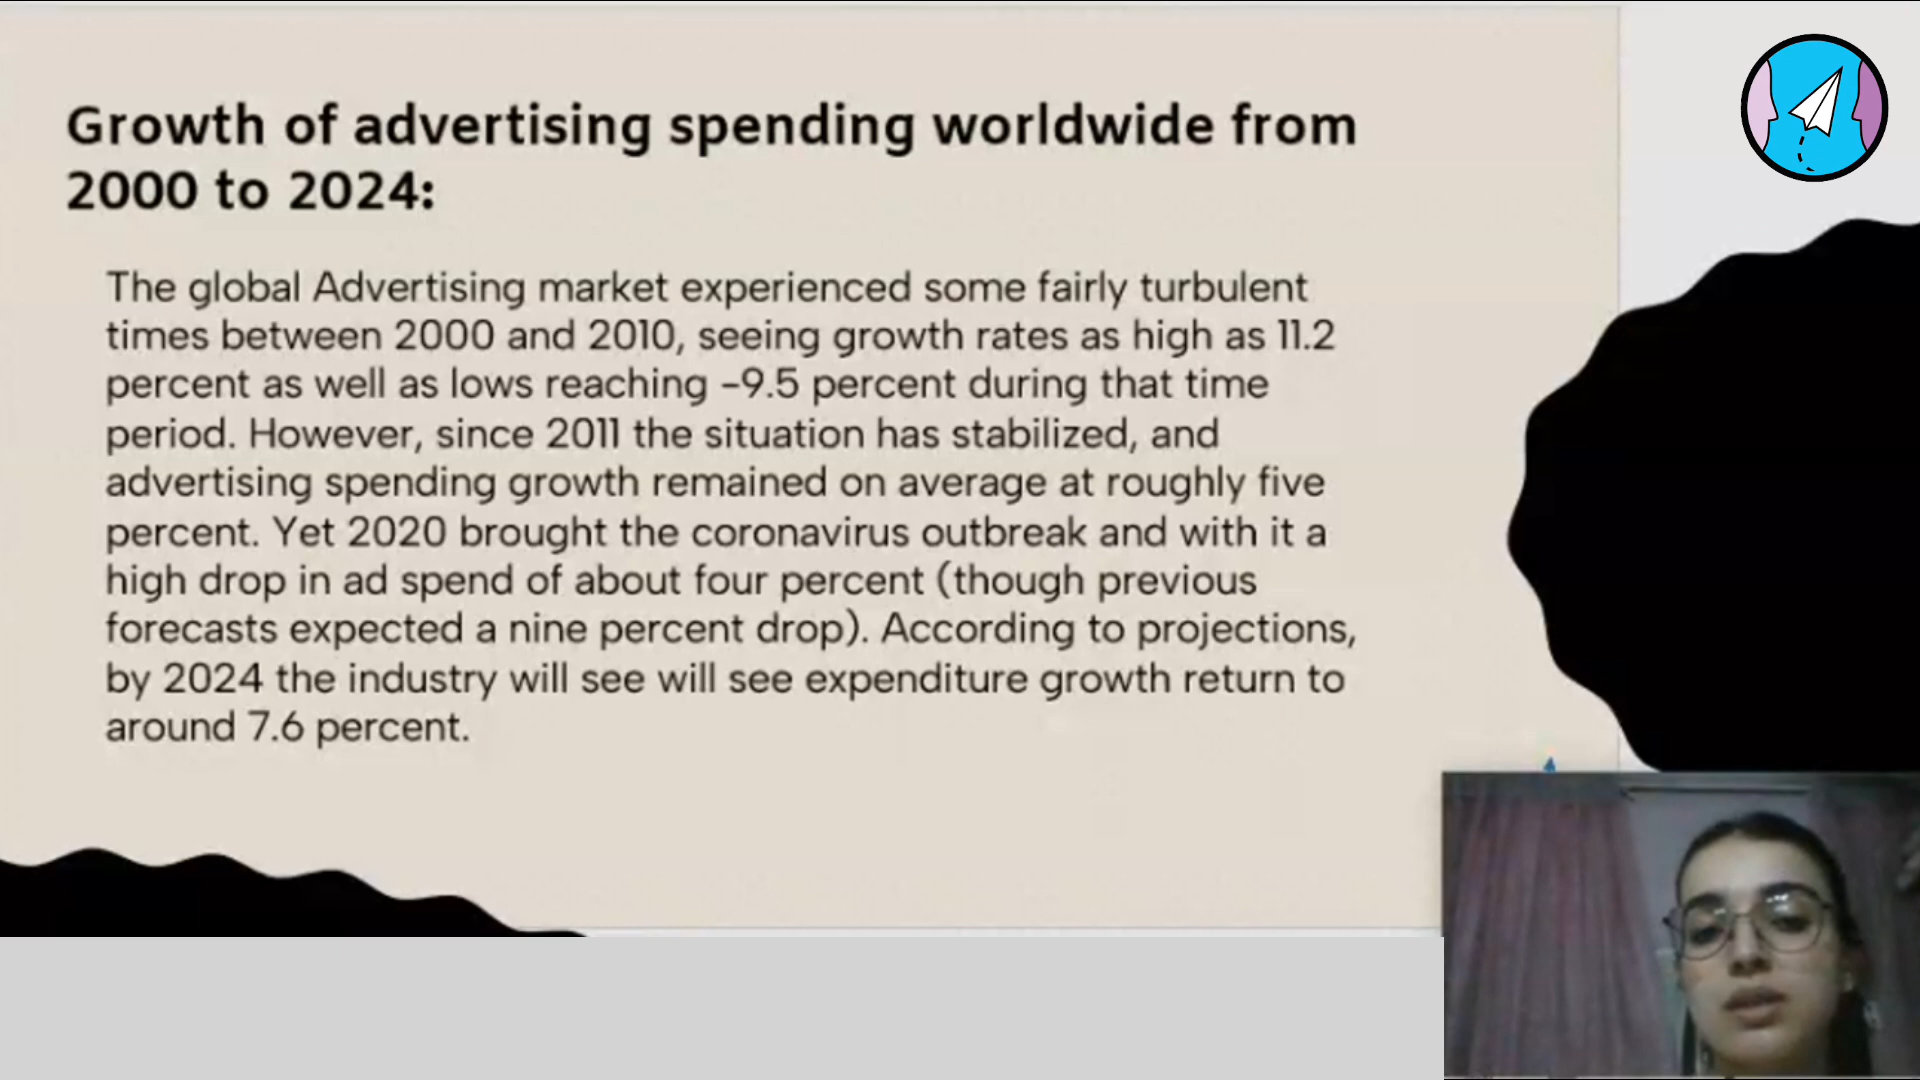 Growth of advertising spending worldwide from
2000 to 2024:
The global Advertising market experienced some fairly turbulent
times between 2000 and 2010, seeing growth rates as high as 11.2
percent as well as lows reaching -9.5 percent during that time
period. However, since 2011 the situation has stabilized, and
advertising spending growth remained on average at roughly five
percent. Yet 2020 brought the coronavirus outbreak and with it a
high drop in ad spend of about four percent (though previous
forecasts expected a nine percent drop). According to projections,
by 2024 the industry will see will see expenditure growth return to
around 7.6 percent.